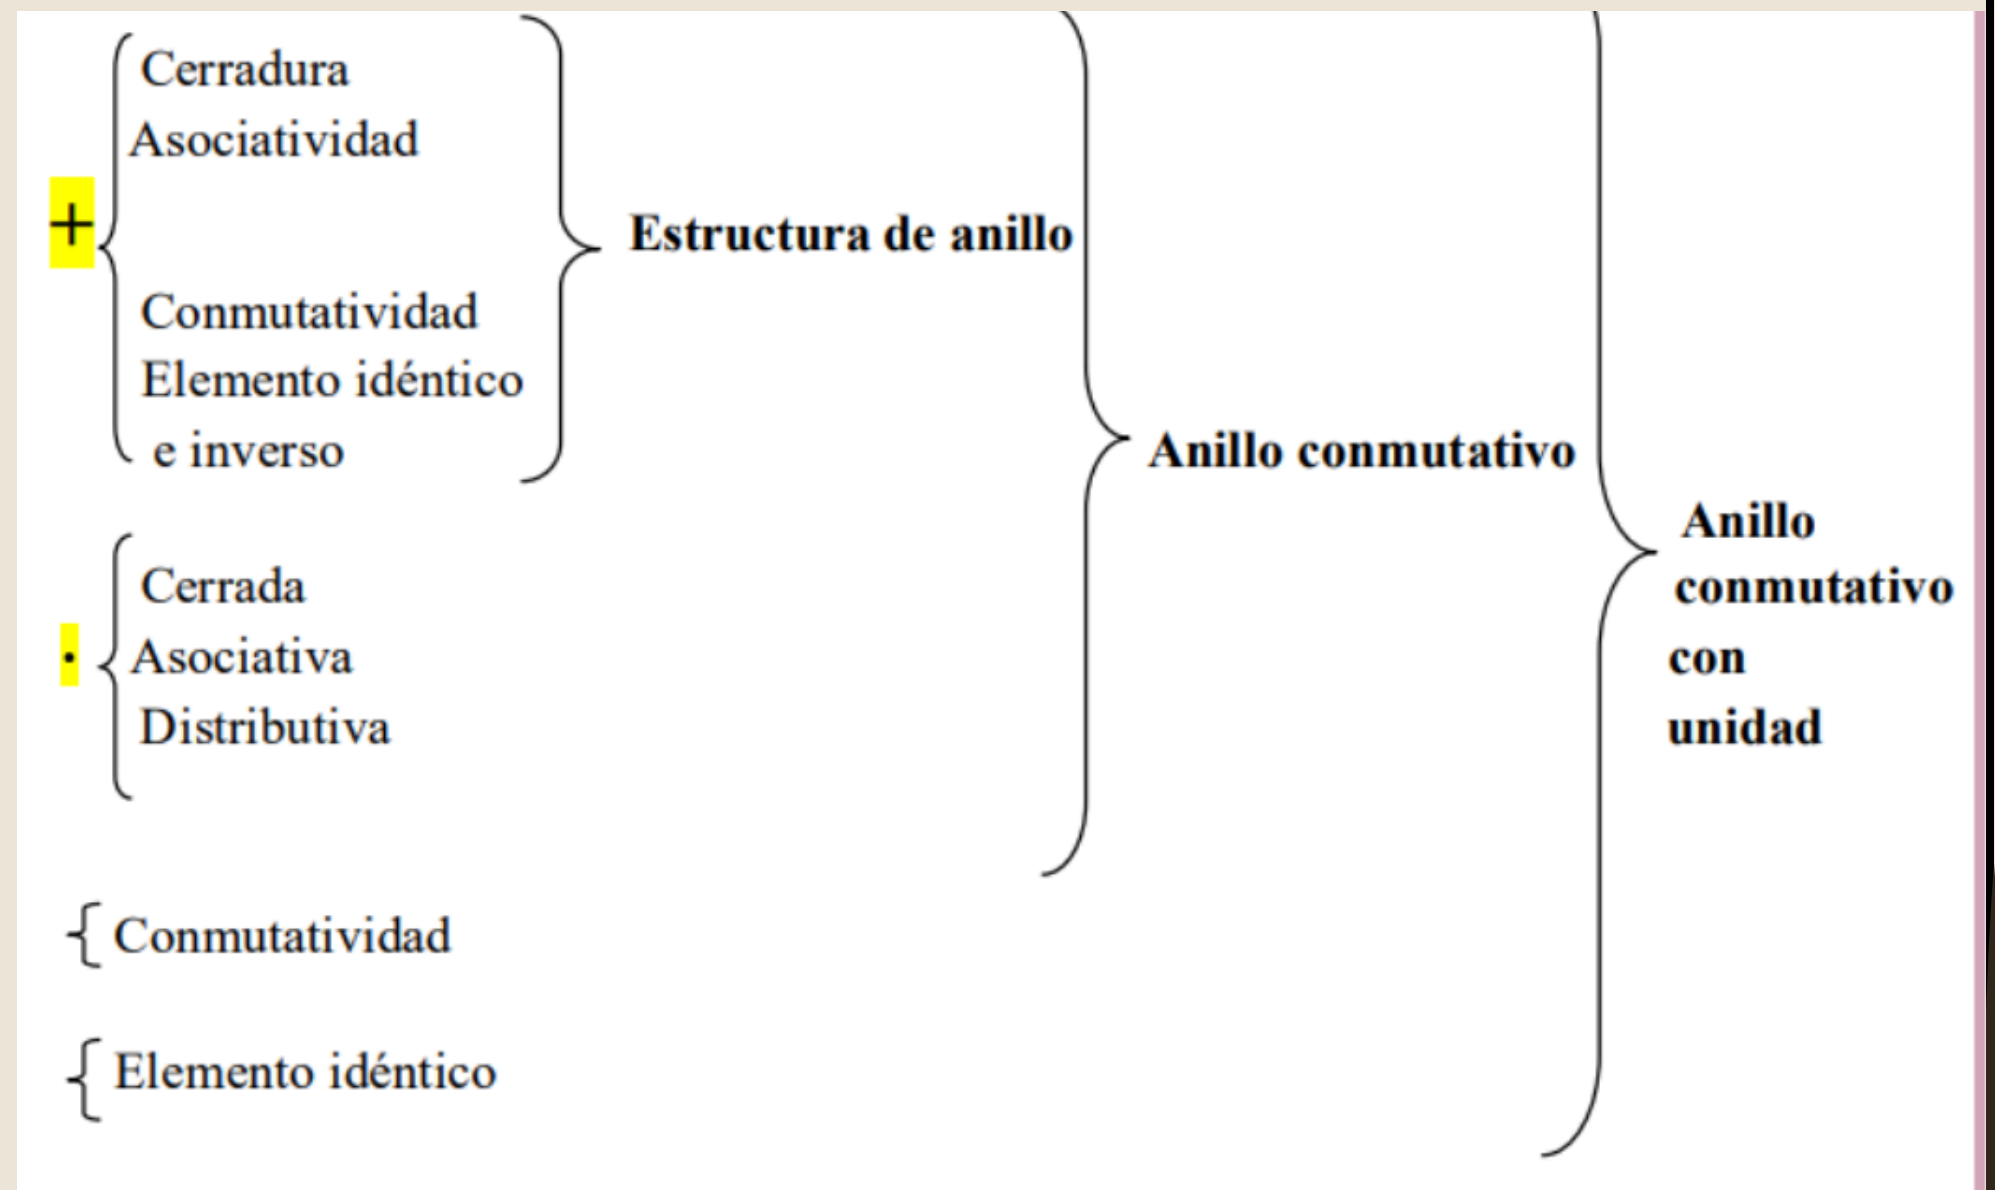 Cerradura
Asociatividad
+
Estructura de anillo
Conmutatividad
Elemento idéntico
e inverso
Anillo conmutativo
Anillo
conmutativo
con
unidad
Cerrada
·
Asociativa
Distributiva
Conmutatividad
Elemento idéntico